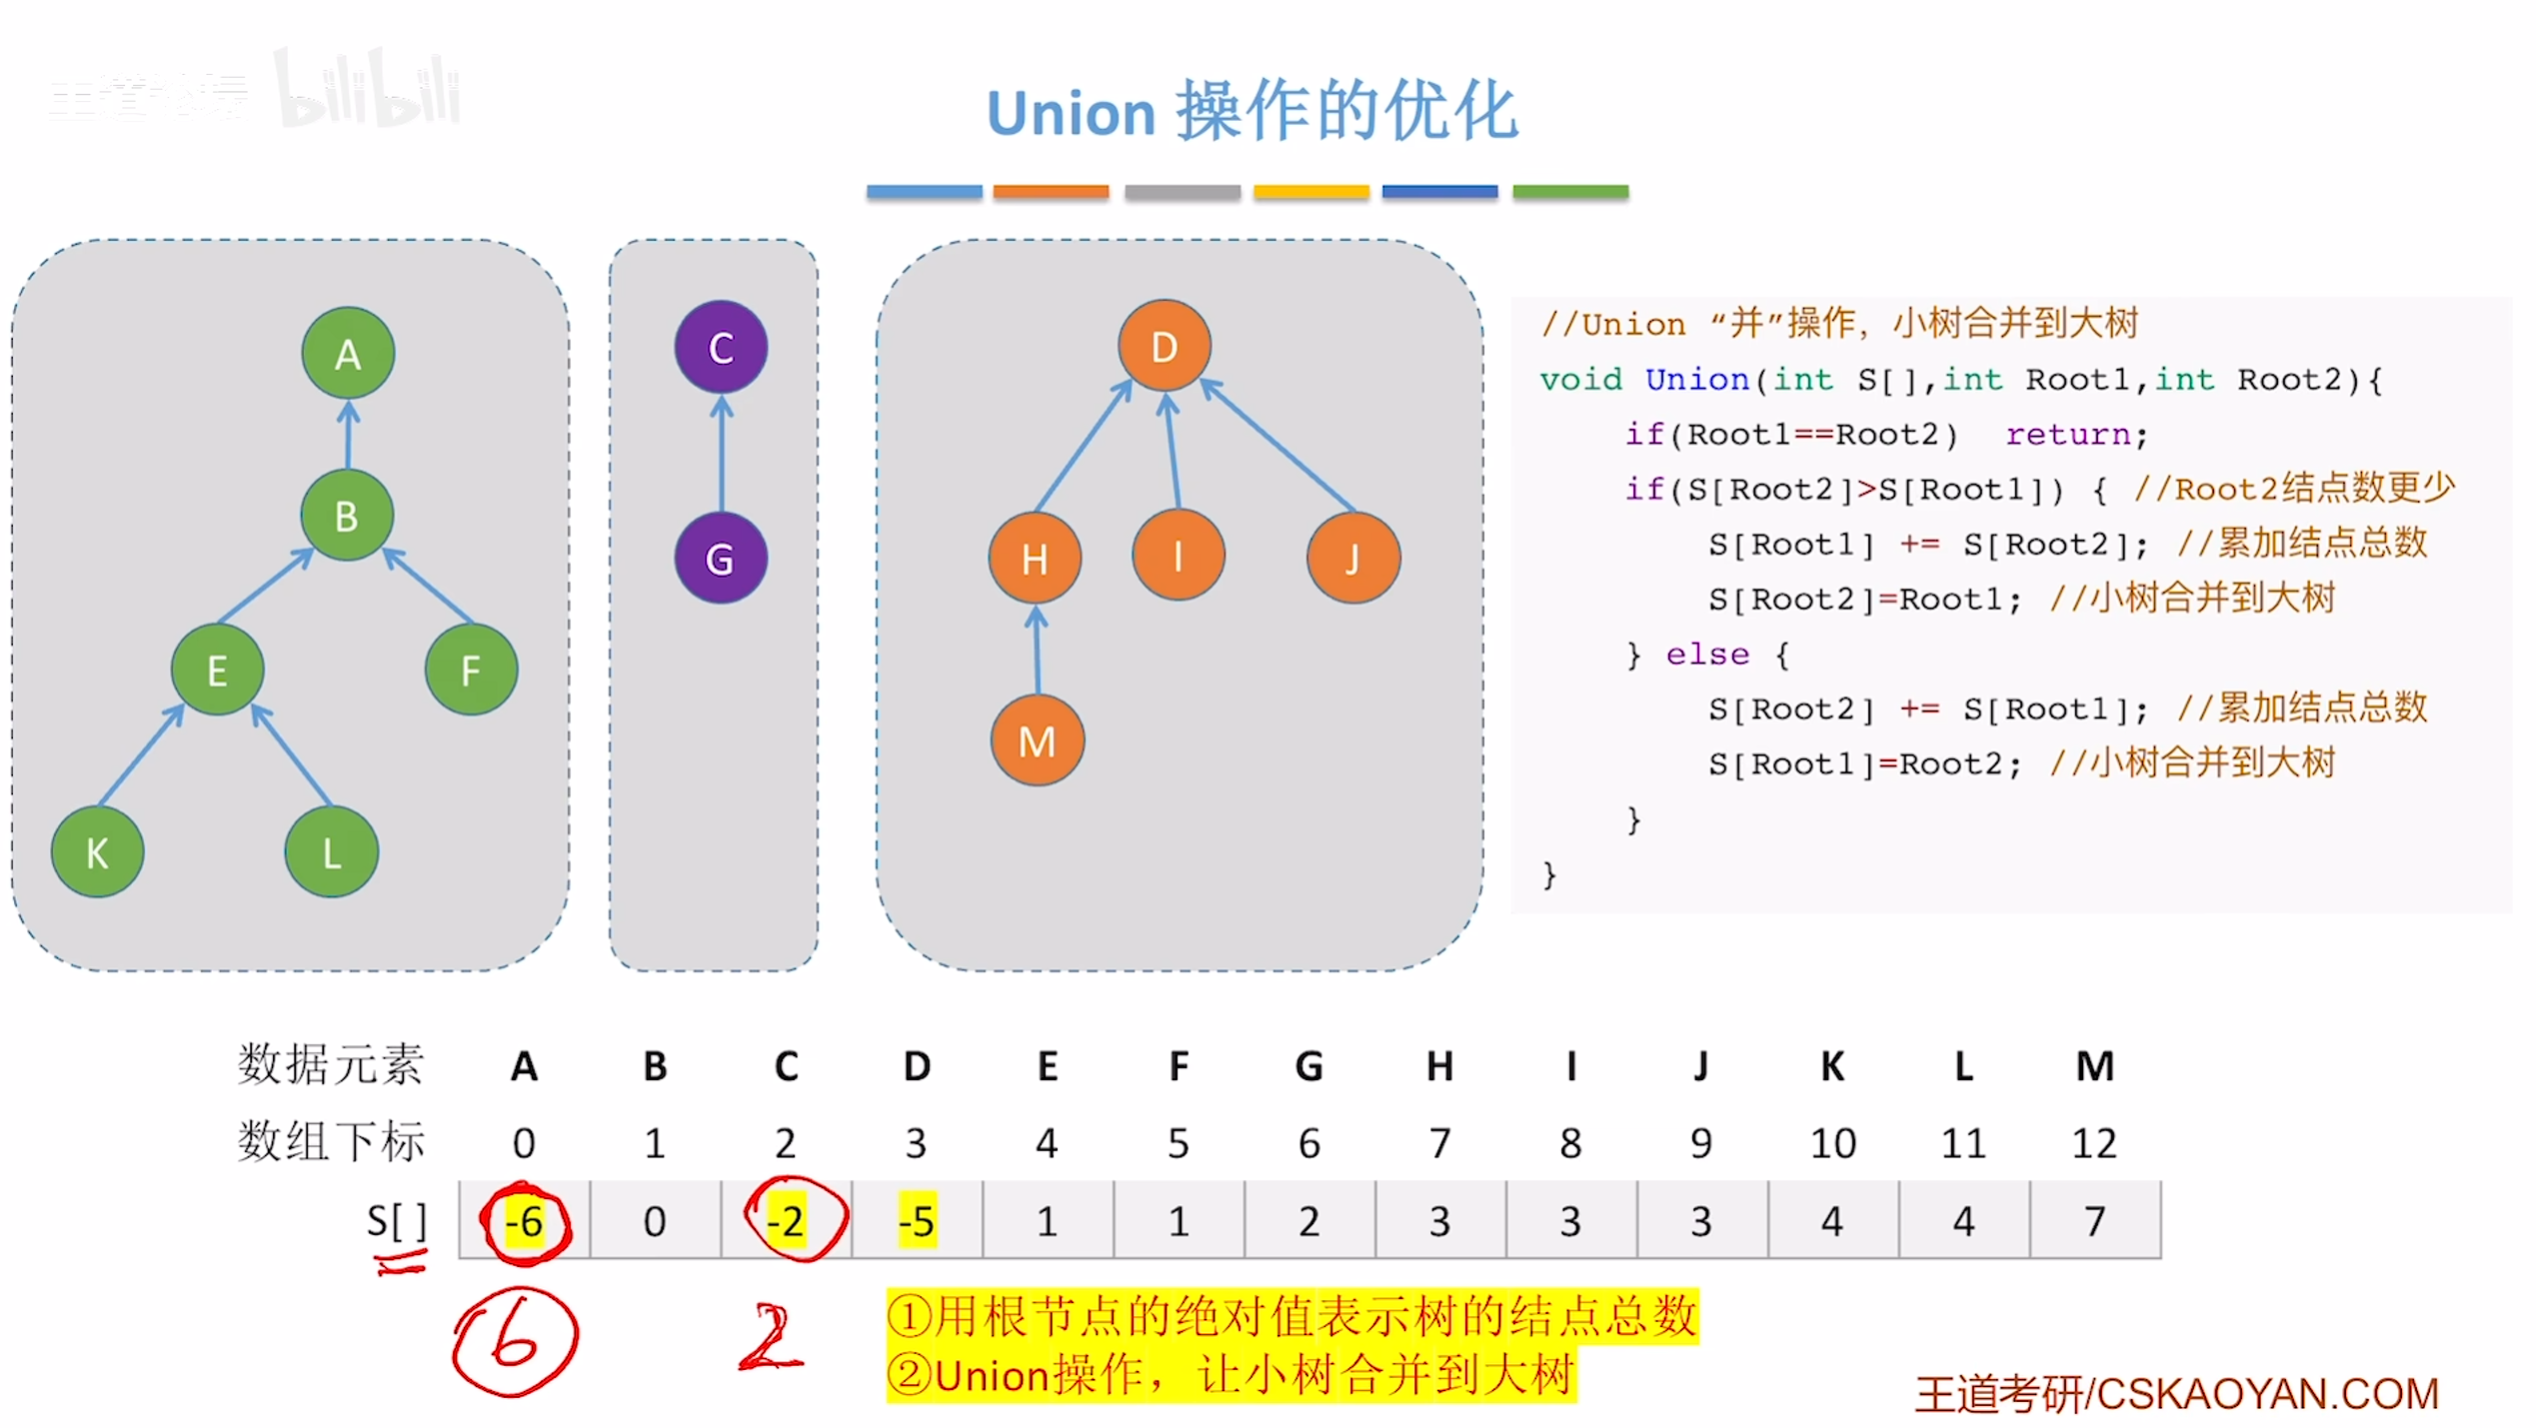 王道论坛 bilibili
Union 操作的优化
A
B
E F
K L
C
G
D
H I J
M
//Union “并”操作，小树合并到大树
void Union(int S[],int Root1,int Root2){
if(Root1==Root2) return;
if(S[Root2]>S[Root1]) { //Root2结点数更少
S[Root1] += S[Root2]; //累加结点总数
S[Root2]=Root1; //小树合并到大树
} else {
S[Root2] += S[Root1]; //累加结点总数
S[Root1]=Root2; //小树合并到大树
}
}
数据元素 A B C D E F G H I J K L M
数组下标 0 1 2 3 4 5 6 7 8 9 10 11 12
S[ ] -6 0 -2 -5 1 1 2 3 3 3 4 4 7
6 2
①用根节点的绝对值表示树的结点总数
②Union操作，让小树合并到大树
王道考研/CSKAOYAN.COM